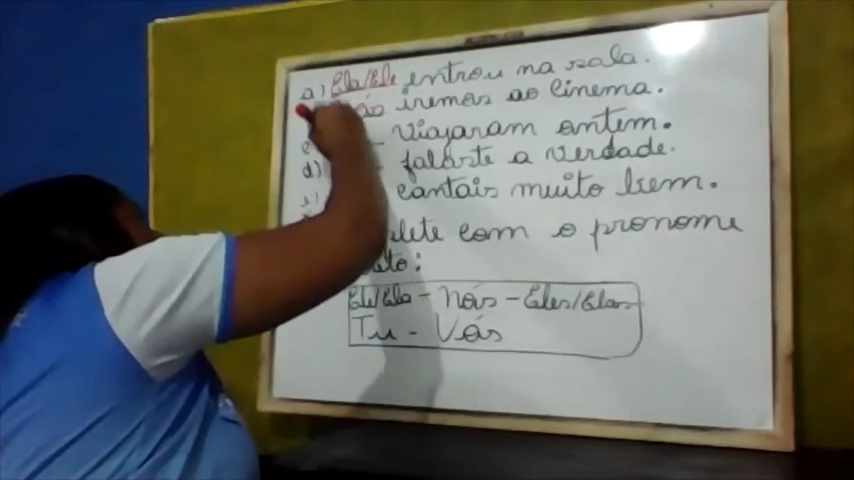 a) Ela/Ele entrou na sala.
iremos ao cinema.
viajaram ontem.
d) falaste a verdade.
cantais muito bem.
com o pronome
Ele/Ela - Nós - Eles/Elas
Tu - Vós